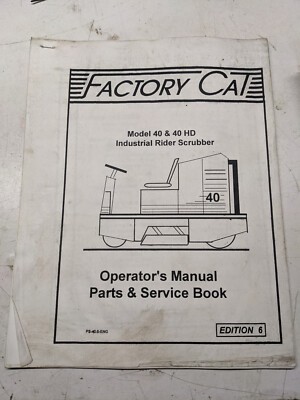 FACTORY CAT
Model 40 & 40 HD
Industrial Rider Scrubber
40
Operator's Manual
Parts & Service Book
EDITION 6